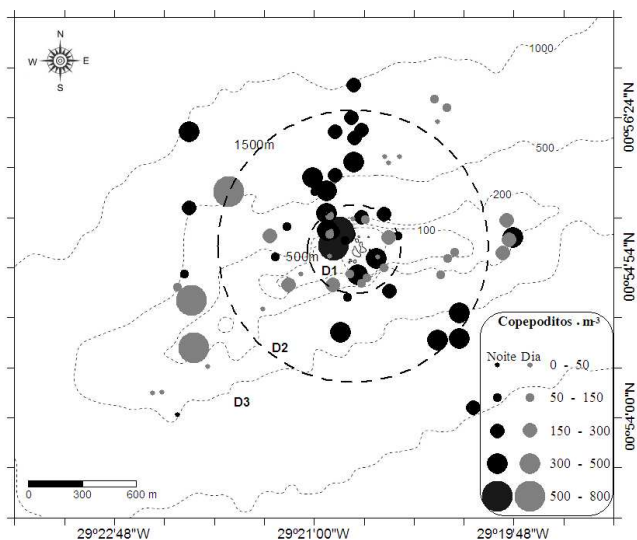 N
W E
S
1000
00°56'24"N
1500m
500
200
100
500m
D1
00°54'54"N
D2
D3
Copepoditos . m-³
Noite Dia
0 - 50
50 - 150
150 - 300
300 - 500
500 - 800
00°54'00"N
0 300 600 m
29°22'48"W 29°21'00"W 29°19'48"W